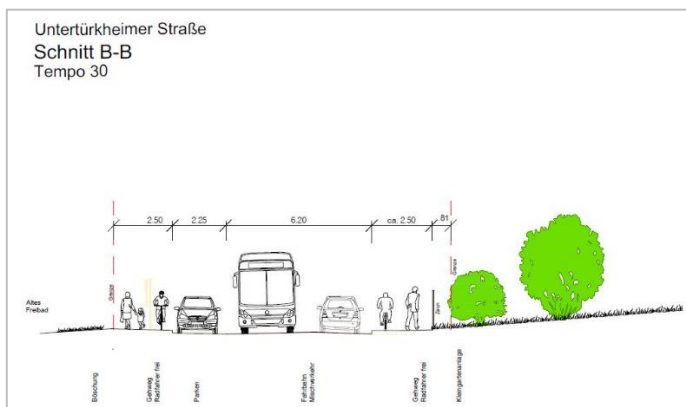 Untertürkheimer Straße
Schnitt B-B
Tempo 30
2.50
2.25
6.20
ca. 2.50
81
Grenze
Grenze
Altes
Freibad
Zaun
Böschung
Gehweg
Radfahrer frei
Parken
Fahrbahn
Mischverkehr
Gehweg
Radfahrer frei
Kleingartenanlage